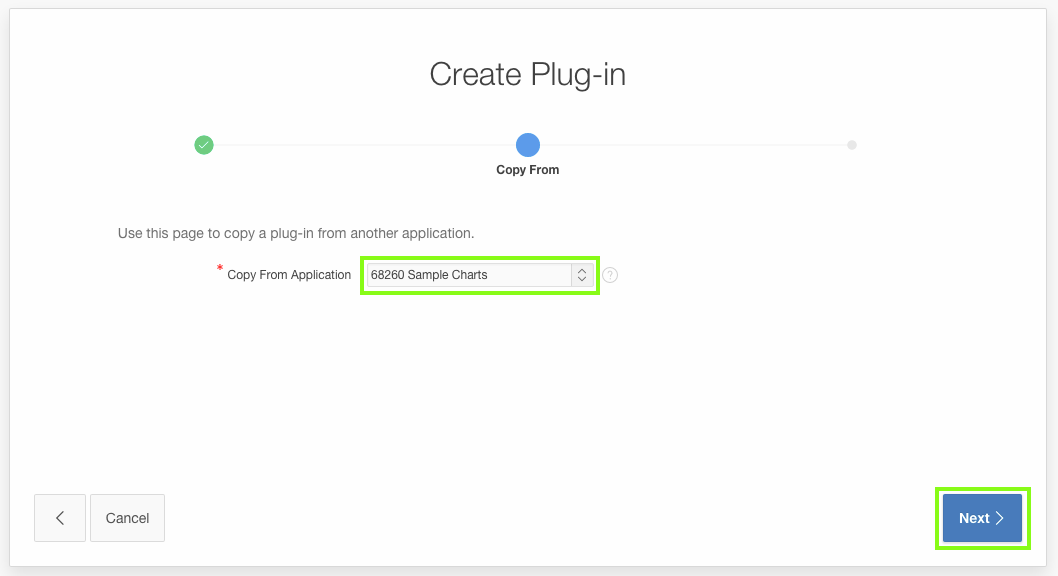 Create Plug-in
Copy From
Use this page to copy a plug-in from another application.
* Copy From Application 68260 Sample Charts ?
Cancel
Next